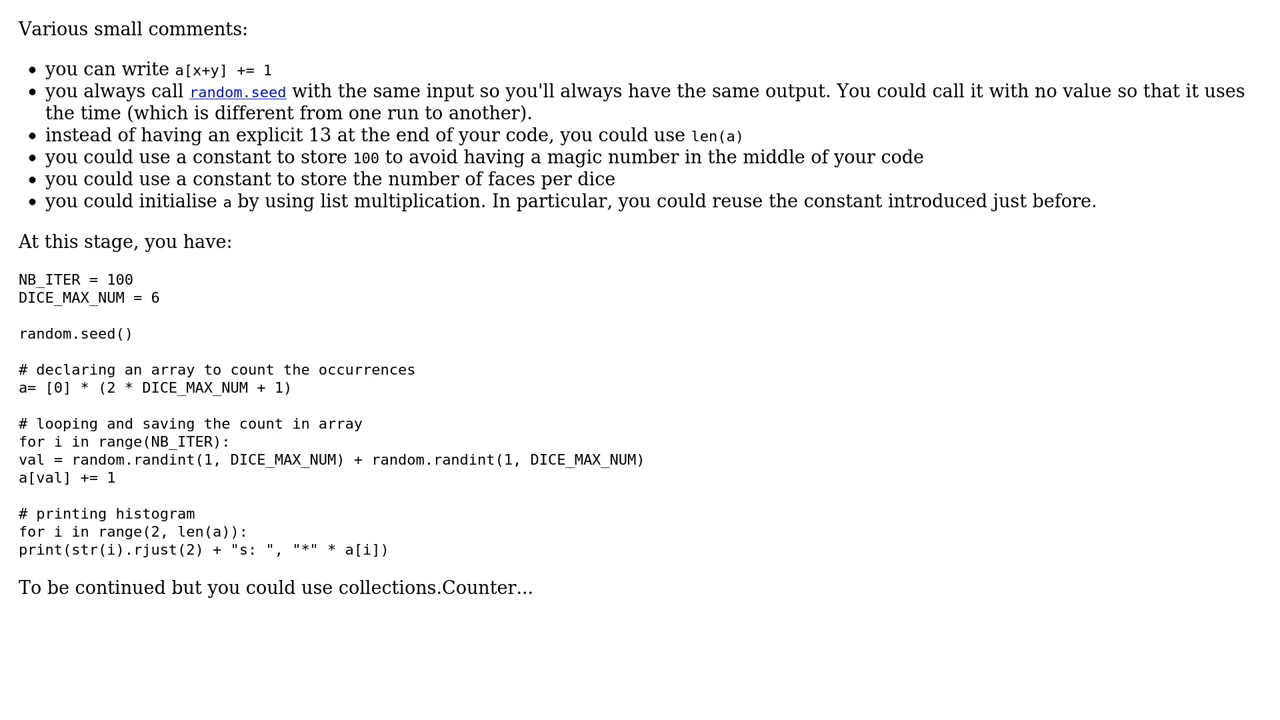 Various small comments:
• you can write a[x+y] += 1
• you always call random.seed with the same input so you'll always have the same output. You could call it with no value so that it uses
the time (which is different from one run to another).
• instead of having an explicit 13 at the end of your code, you could use len(a)
• you could use a constant to store 100 to avoid having a magic number in the middle of your code
• you could use a constant to store the number of faces per dice
• you could initialise a by using list multiplication. In particular, you could reuse the constant introduced just before.
At this stage, you have:
NB_ITER = 100
DICE_MAX_NUM = 6
random.seed()
# declaring an array to count the occurrences
a= [0] * (2 * DICE_MAX_NUM + 1)
# looping and saving the count in array
for i in range(NB_ITER):
val = random.randint(1, DICE_MAX_NUM) + random.randint(1, DICE_MAX_NUM)
a[val] += 1
# printing histogram
for i in range(2, len(a)):
print(str(i).rjust(2) + "s: ", "*" * a[i])
To be continued but you could use collections.Counter...